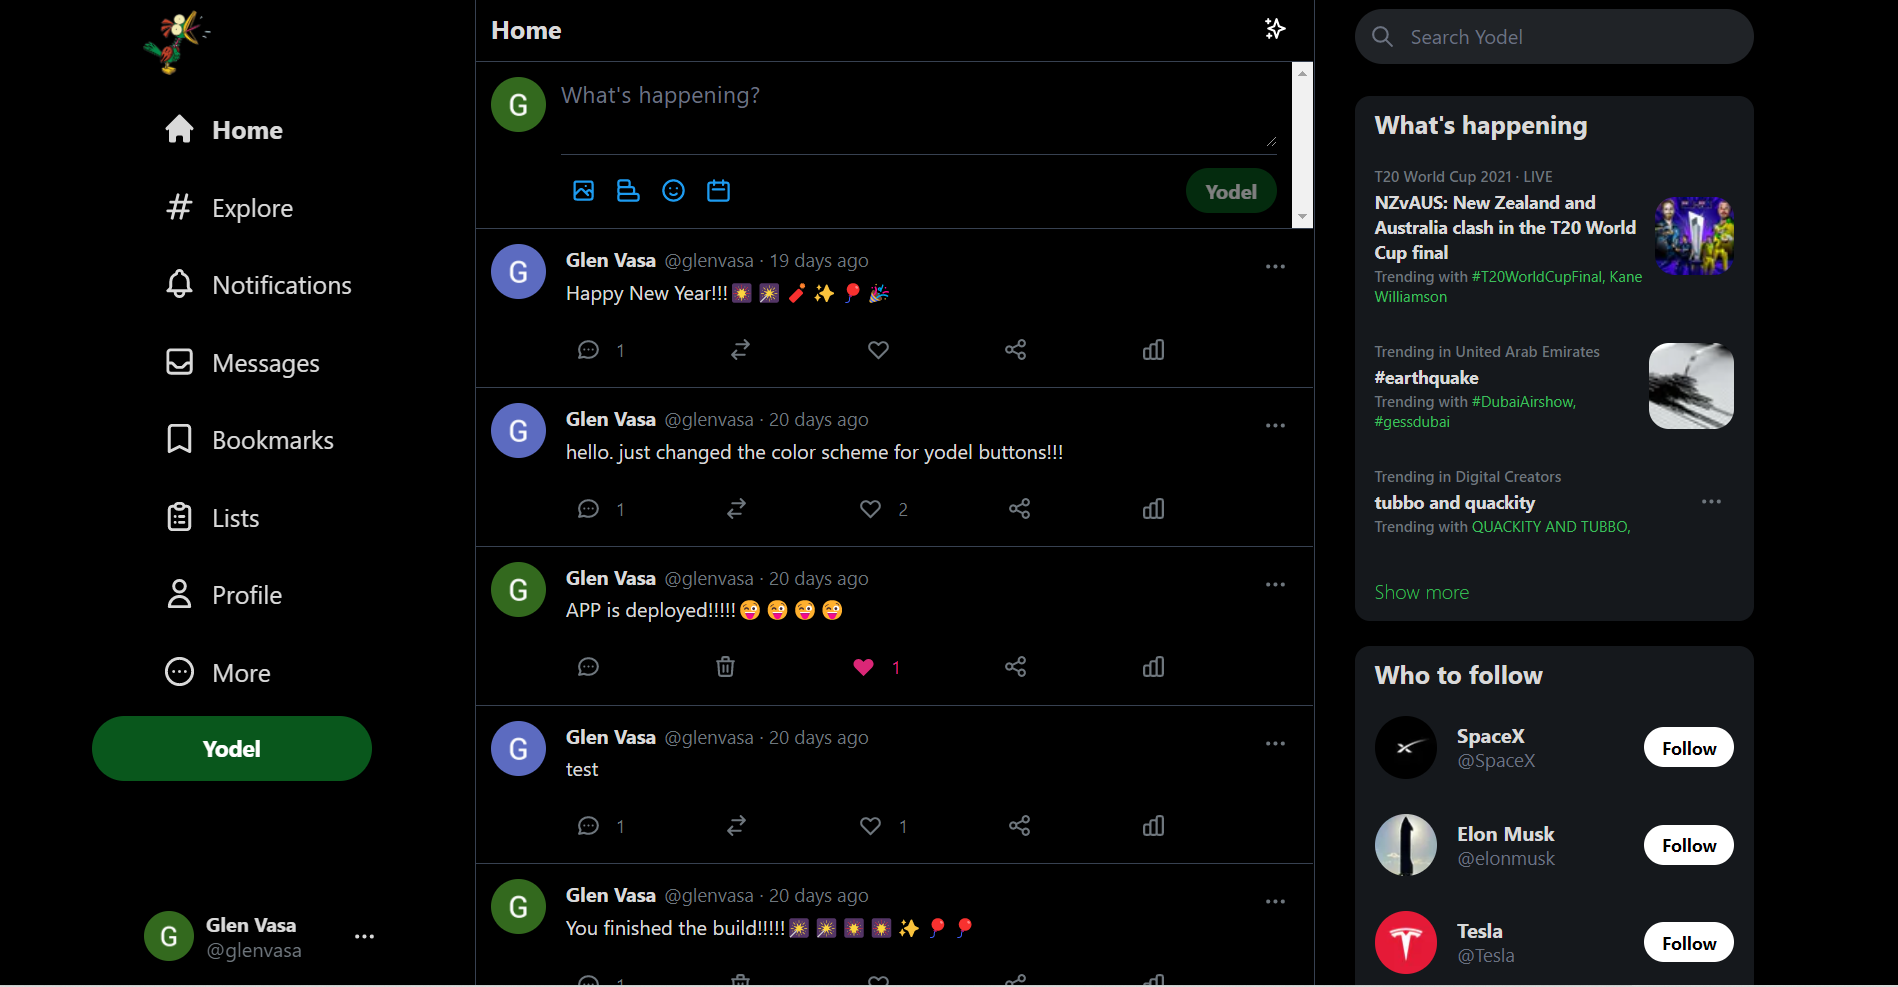 Home
Explore
Notifications
Messages
Bookmarks
Lists
Profile
More
Yodel
G
Glen Vasa
@glenvasa
Home
G
What's happening?
Yodel
G
Glen Vasa @glenvasa · 19 days ago
Happy New Year!!!🎇🎆🧨✨🎈🎉
1
G
Glen Vasa @glenvasa · 20 days ago
hello. just changed the color scheme for yodel buttons!!!
1 2
G
Glen Vasa @glenvasa · 20 days ago
APP is deployed!!!!!😜😜😜😜
1
G
Glen Vasa @glenvasa · 20 days ago
test
1 1
G
Glen Vasa @glenvasa · 20 days ago
You finished the build!!!!!🎆🎆🎇🎇✨🎈🎈
1
Search Yodel
What's happening
T20 World Cup 2021 · LIVE
NZvAUS: New Zealand and
Australia clash in the T20 World
Cup final
Trending with #T20WorldCupFinal, Kane
Williamson
Trending in United Arab Emirates
#earthquake
Trending with #DubaiAirshow,
#gessdubai
Trending in Digital Creators
tubbo and quackity
Trending with QUACKITY AND TUBBO,
Show more
Who to follow
SpaceX
@SpaceX
Follow
Elon Musk
@elonmusk
Follow
Tesla
@Tesla
Follow